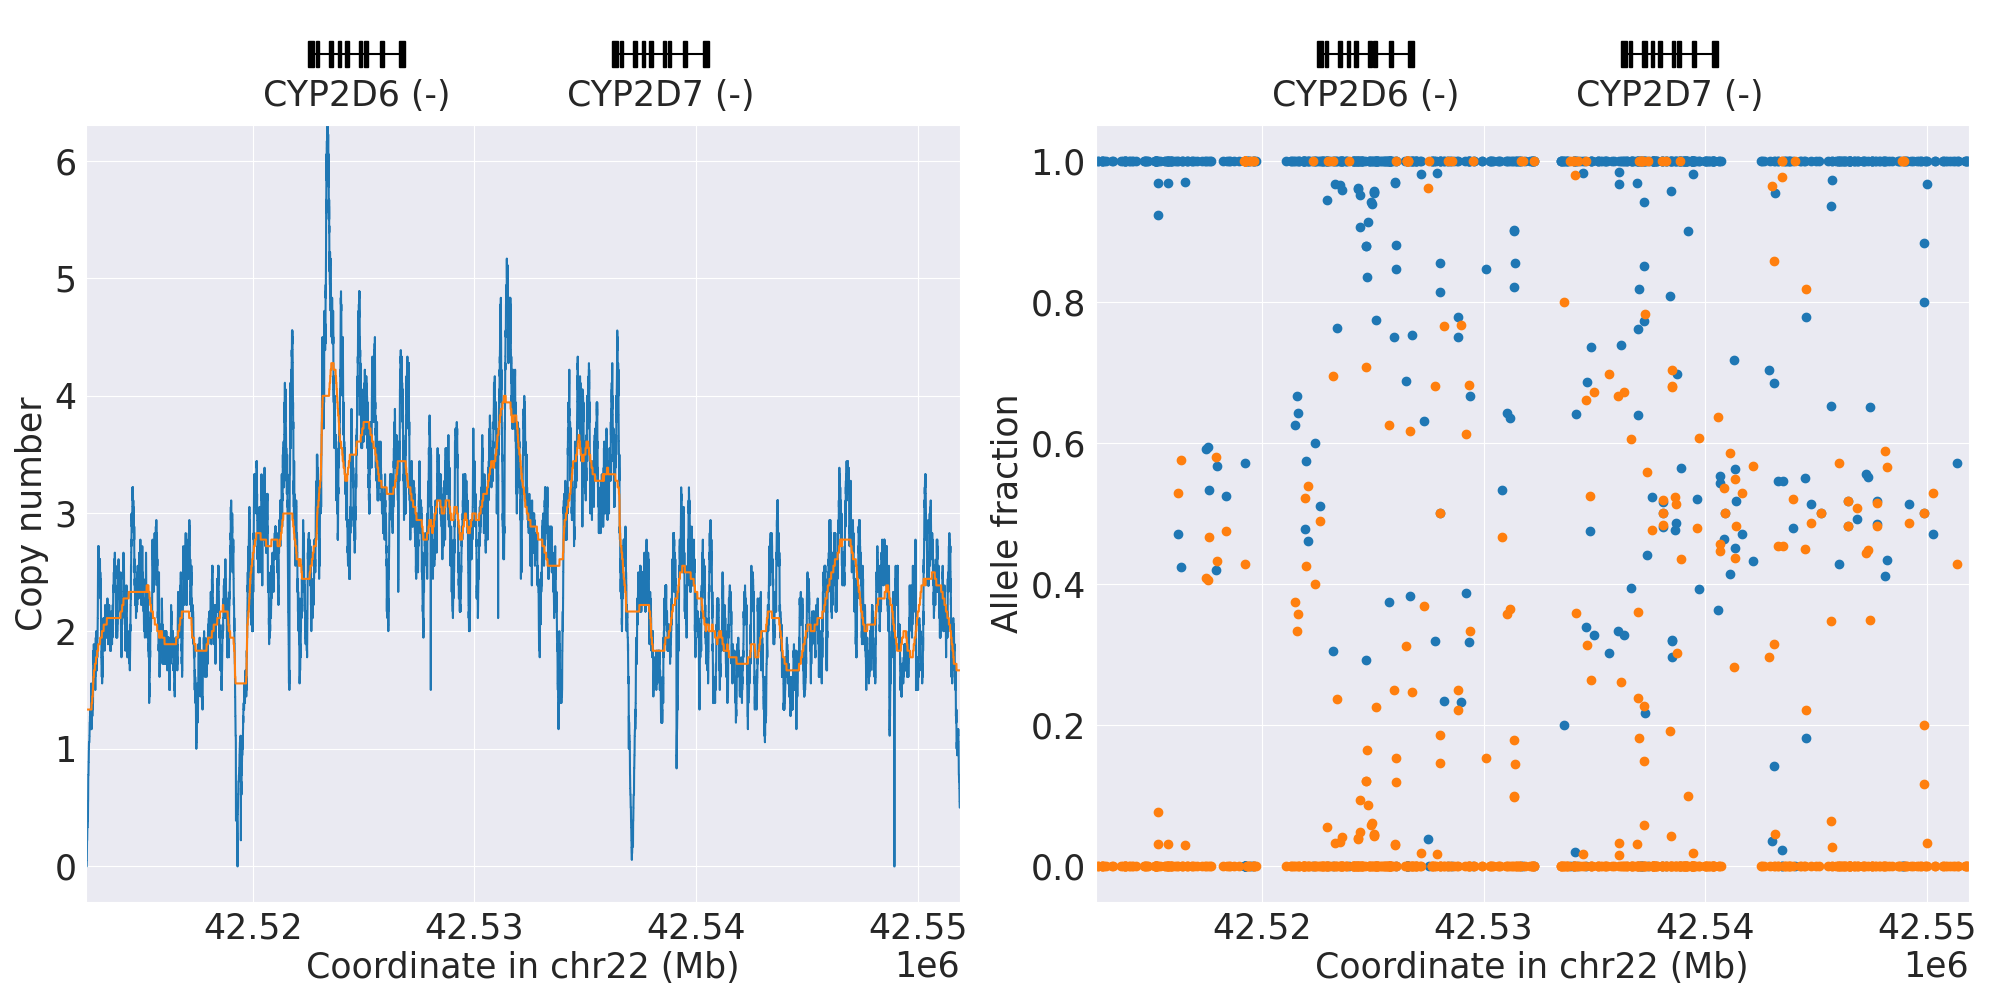 CYP2D6 (-) CYP2D7 (-)
6
5
4
3
2
1
0
Copy number
42.52 42.53 42.54 42.55
Coordinate in chr22 (Mb)
1e6
CYP2D6 (-) CYP2D7 (-)
1.0
0.8
0.6
0.4
0.2
0.0
Allele fraction
42.52 42.53 42.54 42.55
Coordinate in chr22 (Mb)
1e6